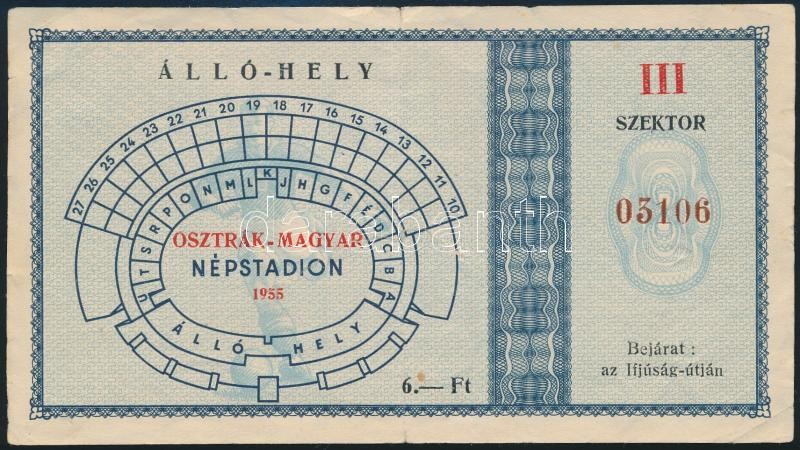 ÁLLÓ-HELY
27 26 25 24 23 22 21 20 19 18 17 16 15 14 13 12 11 10
U T S R P O N M L K J H G F É D C B A
OSZTRÁK-MAGYAR
NÉPSTADION
1955
ÁLLÓ HELY
6.— Ft
III
SZEKTOR
03106
Bejárat :
az Ifjúság-útján
darabanth